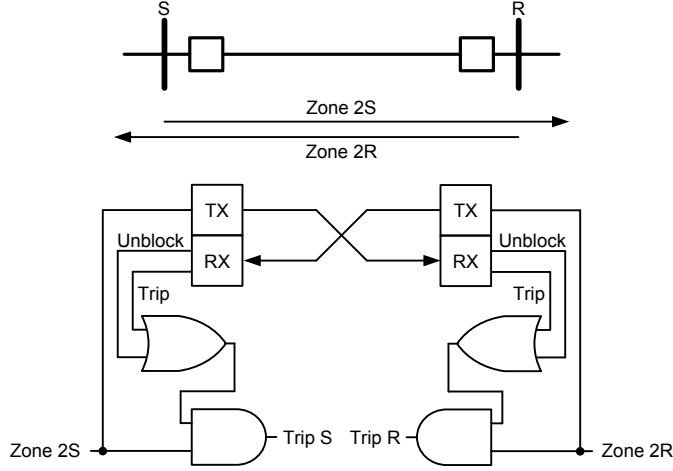 S R
Zone 2S
Zone 2R
TX TX
Unblock Unblock
RX RX
Trip Trip
Zone 2S Trip S Trip R Zone 2R